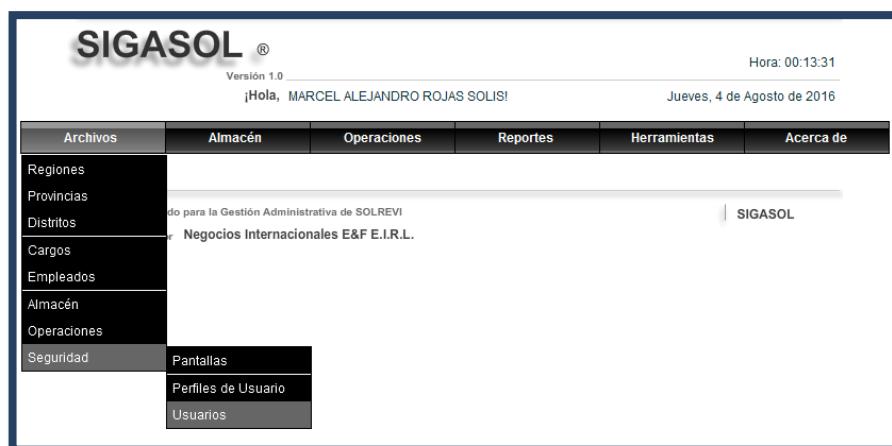 SIGASOL ®
Versión 1.0
Hora: 00:13:31
¡Hola, MARCEL ALEJANDRO ROJAS SOLIS!
Jueves, 4 de Agosto de 2016
Archivos Almacén Operaciones Reportes Herramientas Acerca de
Regiones
Provincias
Distritos
do para la Gestión Administrativa de SOLREVI
SIGASOL
Negocios Internacionales E&F E.I.R.L.
Cargos
Empleados
Almacén
Operaciones
Seguridad
Pantallas
Perfiles de Usuario
Usuarios